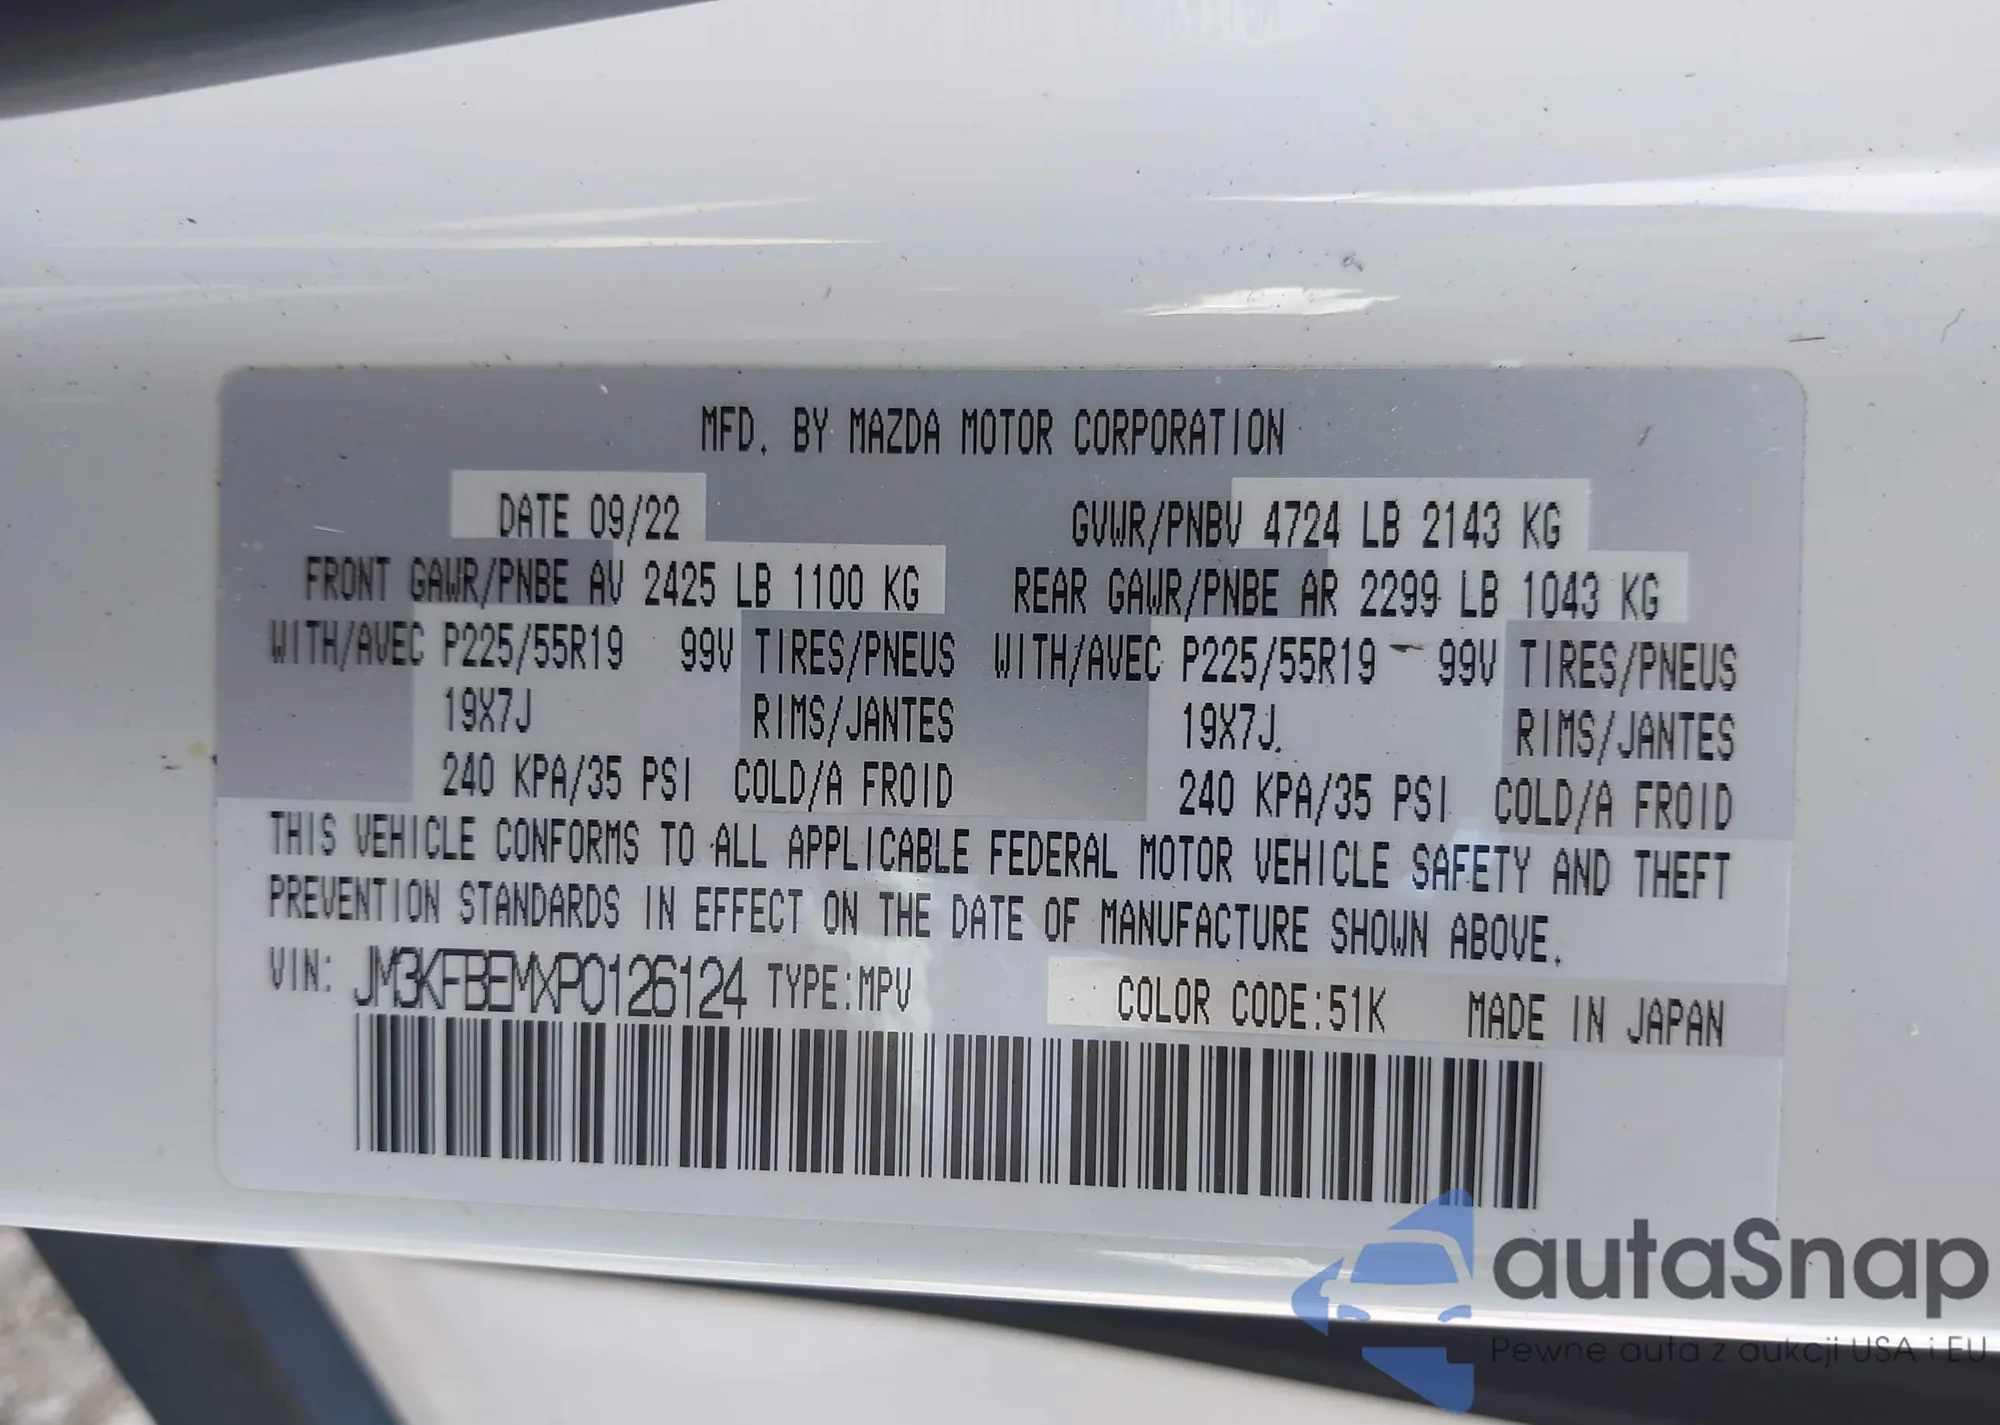 MFD. BY MAZDA MOTOR CORPORATION
DATE 09/22 GVWR/PNBV 4724 LB 2143 KG
FRONT GAWR/PNBE AV 2425 LB 1100 KG REAR GAWR/PNBE AR 2299 LB 1043 KG
WITH/AVEC P225/55R19 99V TIRES/PNEUS WITH/AVEC P225/55R19 99V TIRES/PNEUS
19X7J RIMS/JANTES 19X7J RIMS/JANTES
240 KPA/35 PSI COLD/A FROID 240 KPA/35 PSI COLD/A FROID
THIS VEHICLE CONFORMS TO ALL APPLICABLE FEDERAL MOTOR VEHICLE SAFETY AND THEFT
PREVENTION STANDARDS IN EFFECT ON THE DATE OF MANUFACTURE SHOWN ABOVE.
VIN: JM3KFBEMXP0126124 TYPE:MPV COLOR CODE:51K MADE IN JAPAN
autaSnap
Pewne auta z aukcji USA i EU